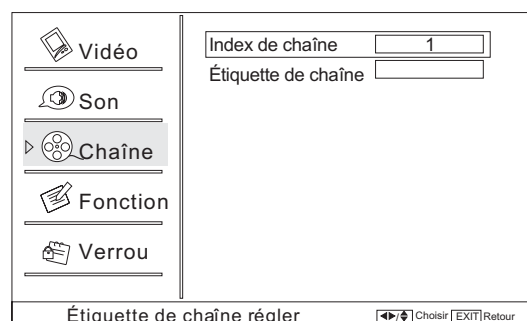 Vidéo
Son
Chaîne
Fonction
Verrou
Index de chaîne 1
Étiquette de chaîne
Étiquette de chaîne régler
/ Choisir EXIT Retour